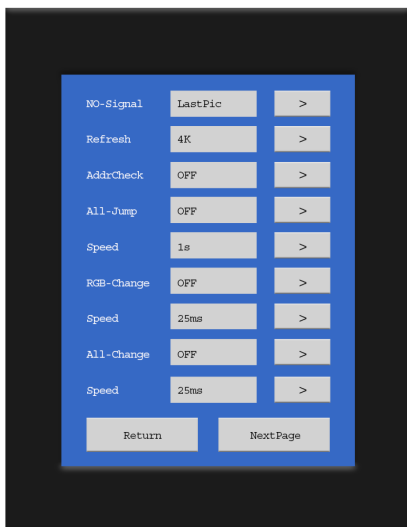 NO-Signal LastPic >
Refresh 4K >
AddrCheck OFF >
All-Jump OFF >
Speed 1s >
RGB-Change OFF >
Speed 25ms >
All-Change OFF >
Speed 25ms >
Return NextPage